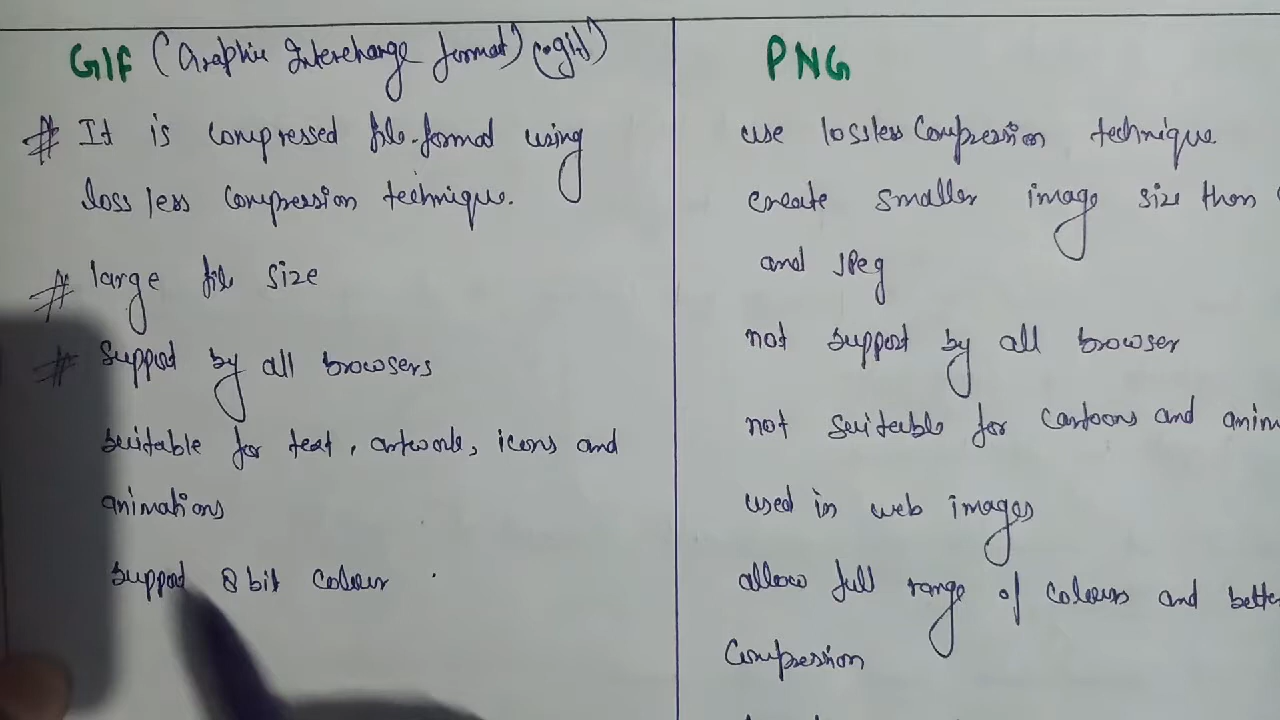 GIF (Graphic Interchange format) (.gif)
# It is compressed file-format using
loss less compression technique.
# large file size
# Support by all browsers
suitable for text, artwork, icons and
animations
support 8 bit colour.
PNG
use lossless Compression technique
create smaller image size than
and JPeg
not support by all browser
not suitable for cartoons and anim
used in web images
allow full range of colours and bette
Compression